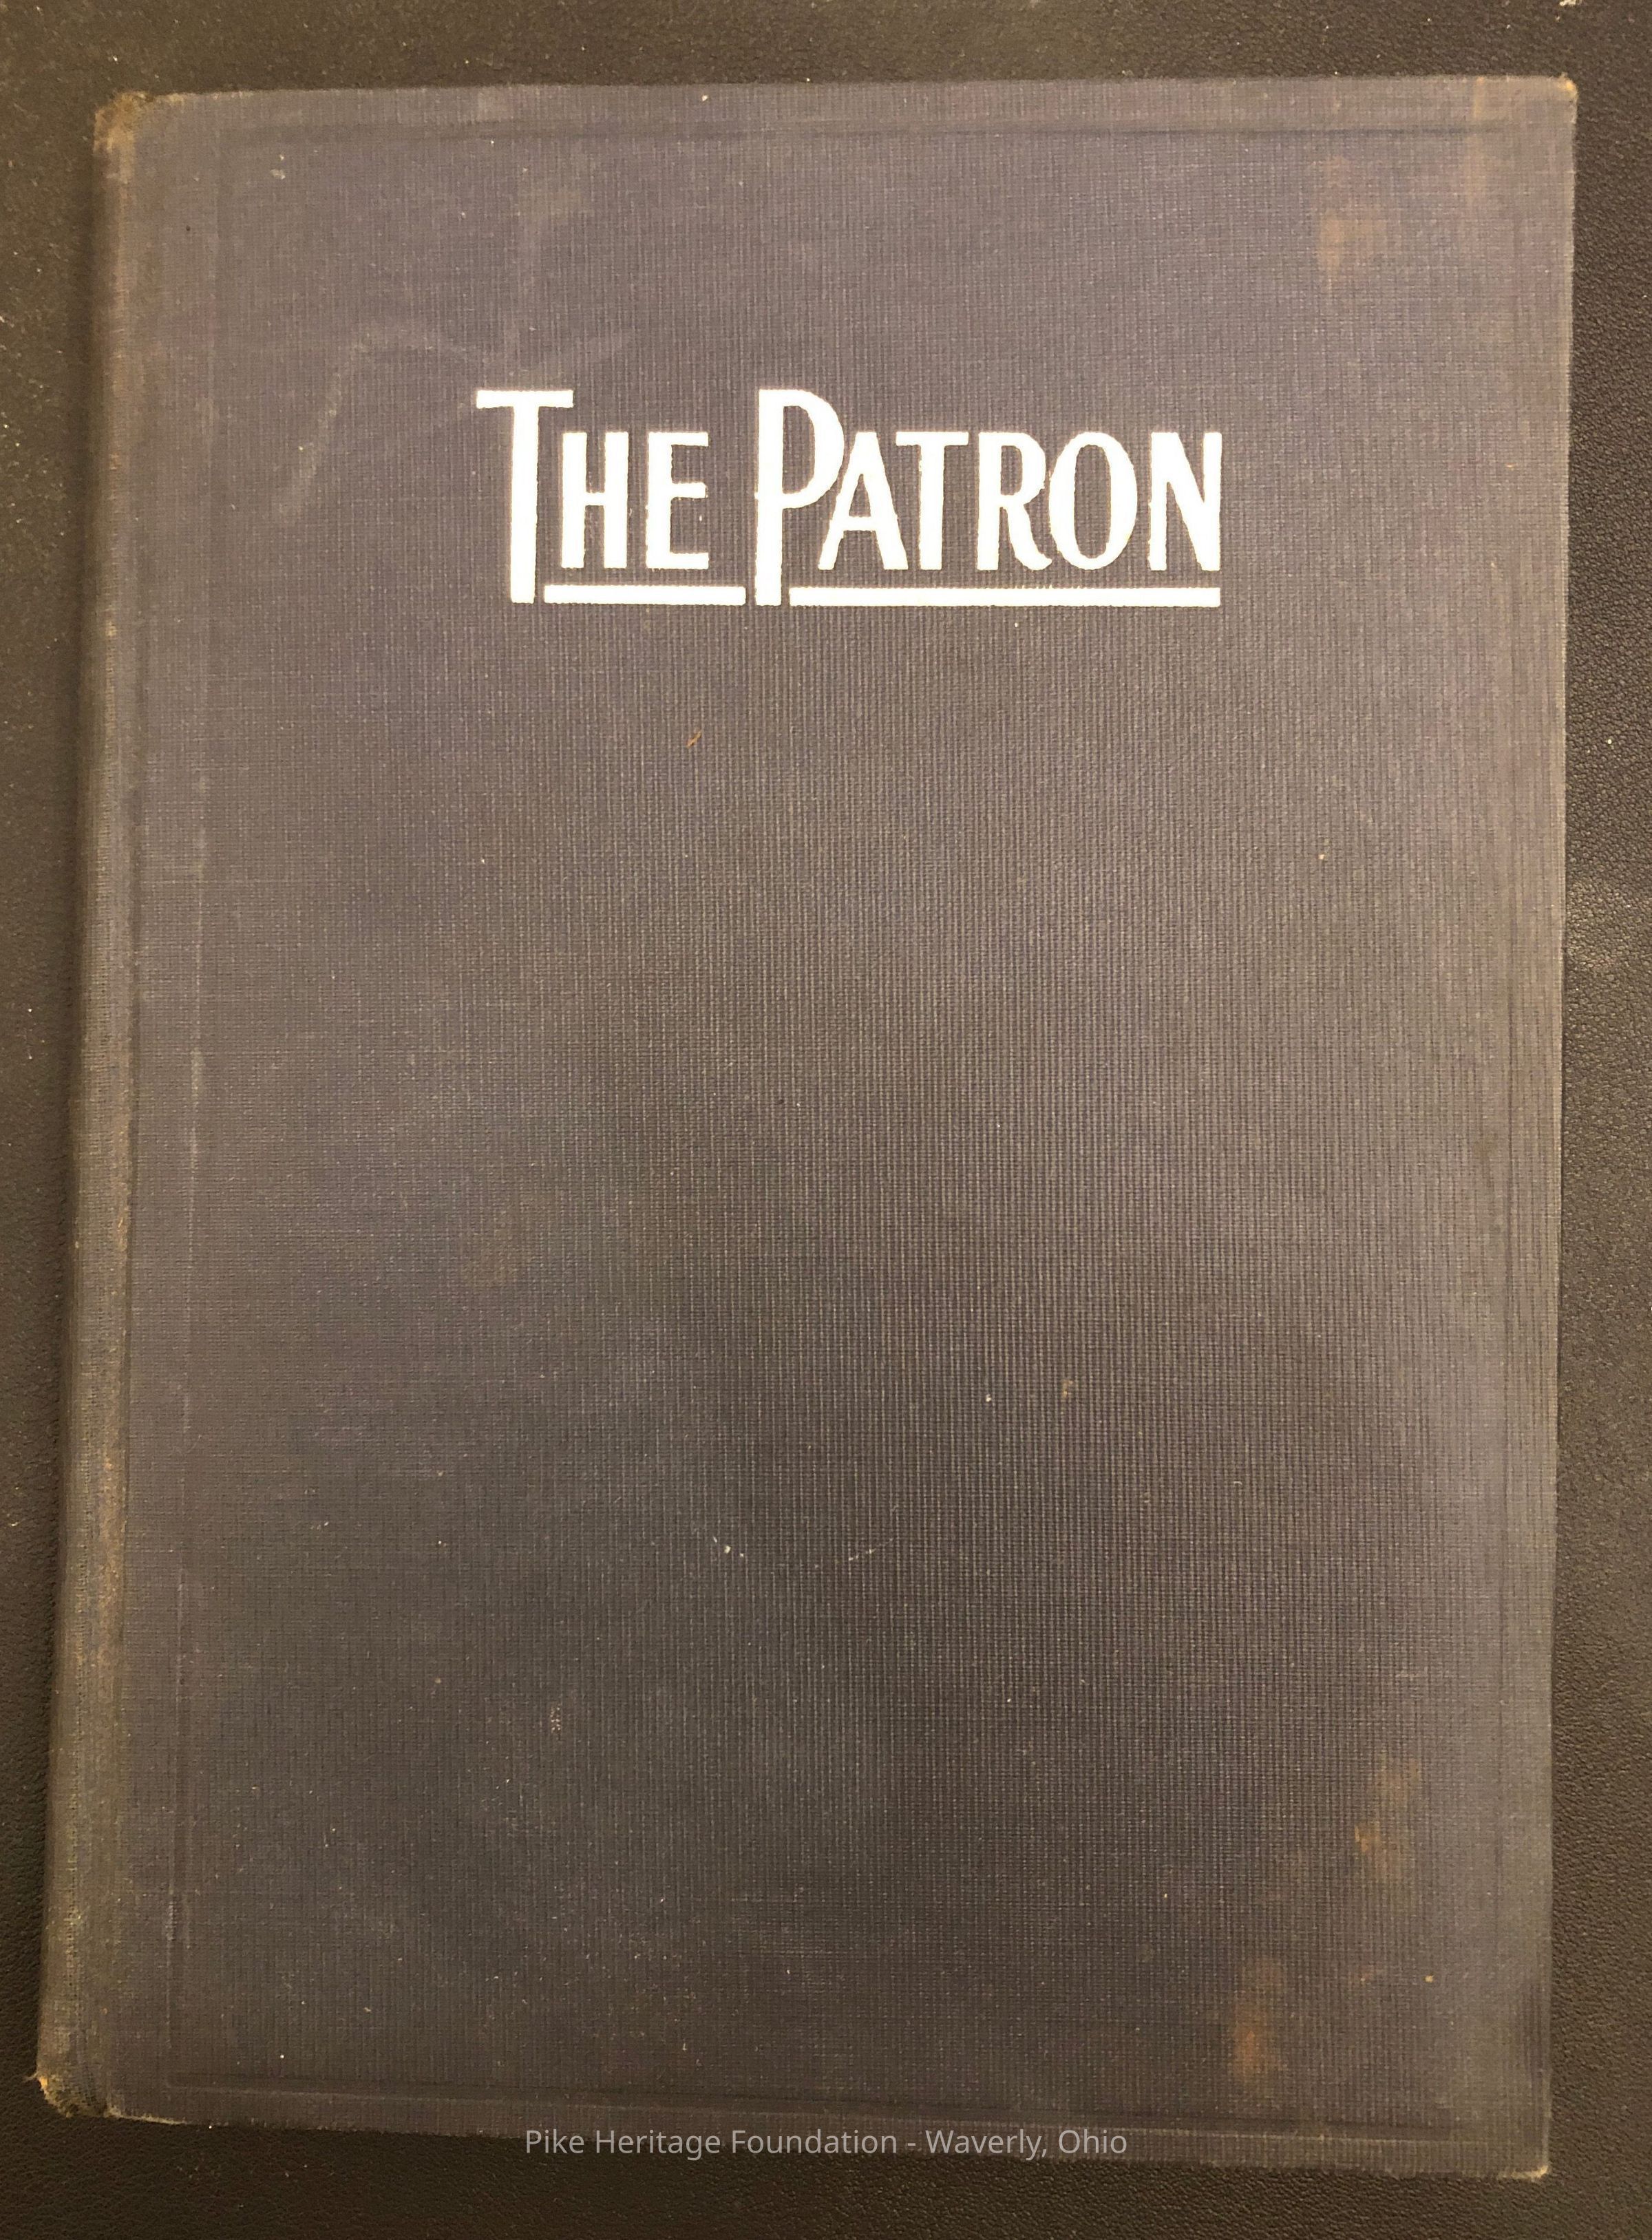 THE PATRON
Pike Heritage Foundation - Waverly, Ohio